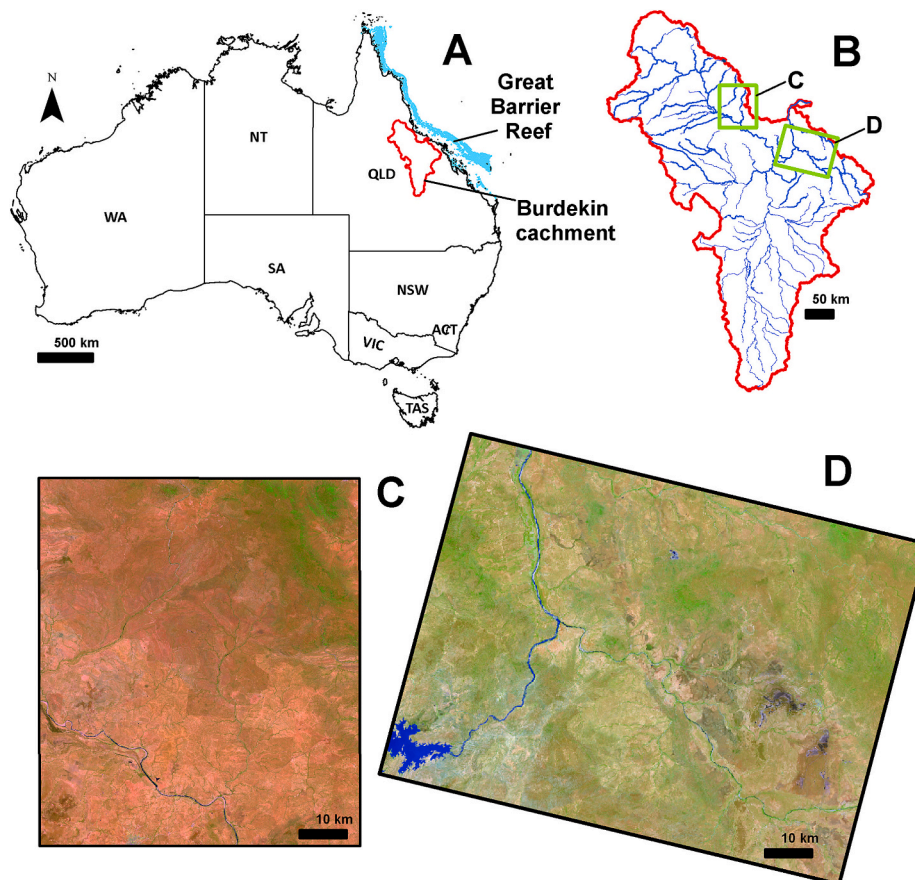 A
B
N
Great
Barrier
Reef
C
D
NT
QLD
WA
Burdekin
cachment
SA
NSW
50 km
ACT
500 km
VIC
TAS
C
D
10 km
10 km